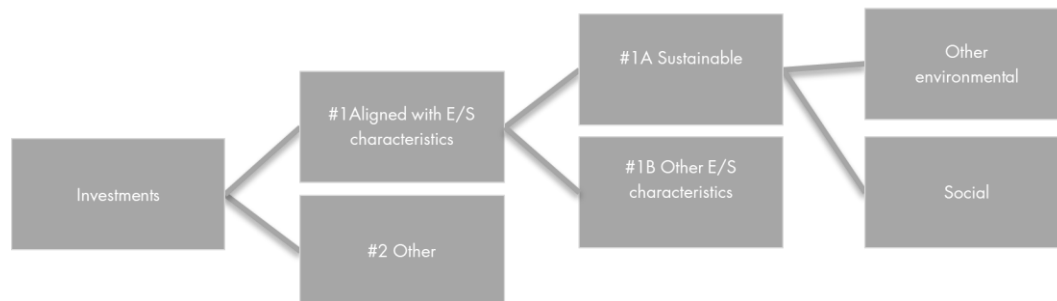 Investments
#1Aligned with E/S
characteristics
#2 Other
#1A Sustainable
#1B Other E/S
characteristics
Other
environmental
Social